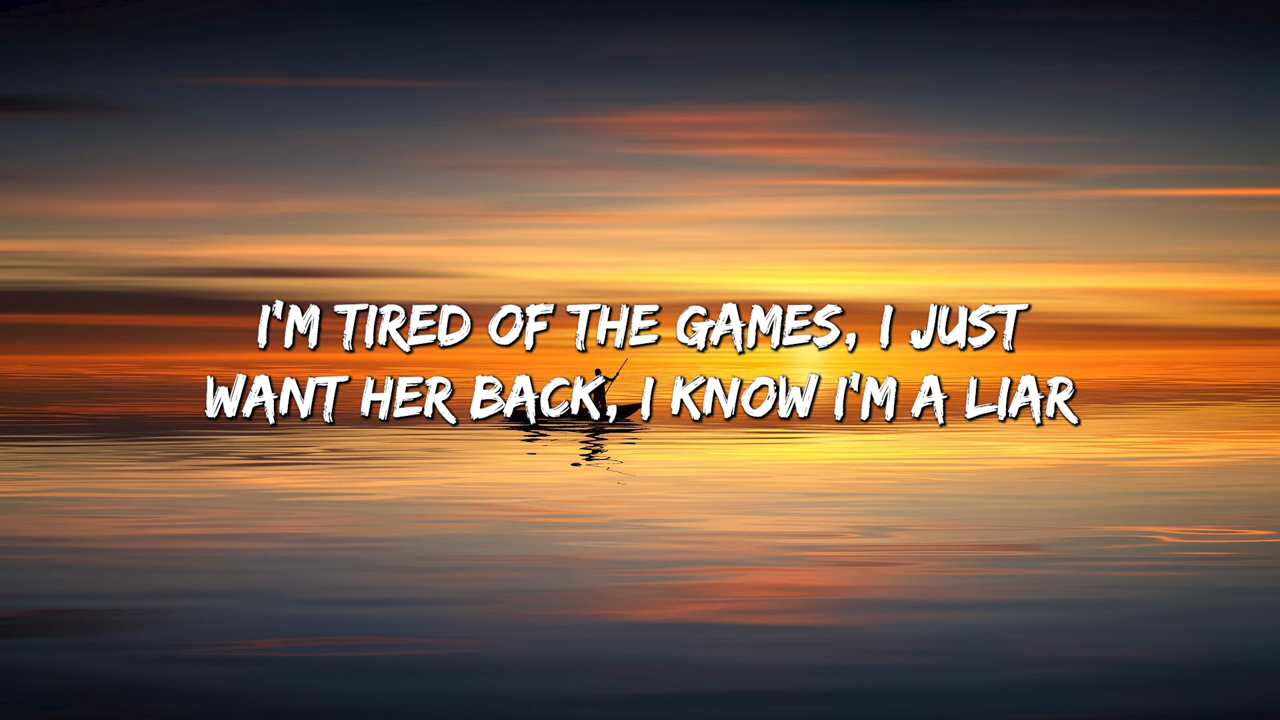 I'M TIRED OF THE GAMES, I JUST
WANT HER BACK, I KNOW I'M A LIAR